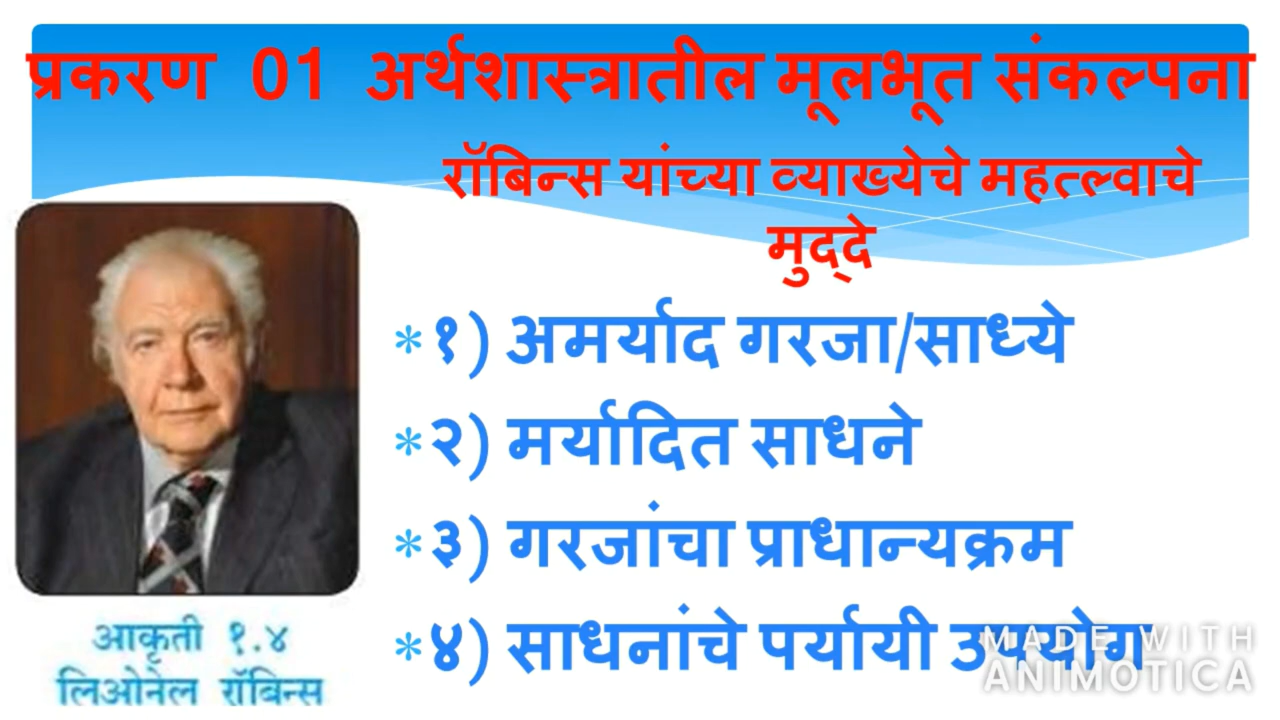 प्रकरण 01 अर्थशास्त्रातील मूलभूत संकल्पना
रॉबिन्स यांच्या व्याख्येचे महत्त्वाचे
मुद्दे
*१) अमर्याद गरजा/साध्ये
*२) मर्यादित साधने
*३) गरजांचा प्राधान्यक्रम
*४) साधनांचे पर्यायी उपयोग
आकृती १.४
लिओनेल रॉबिन्स
MADE WITH
ANIMOTICA